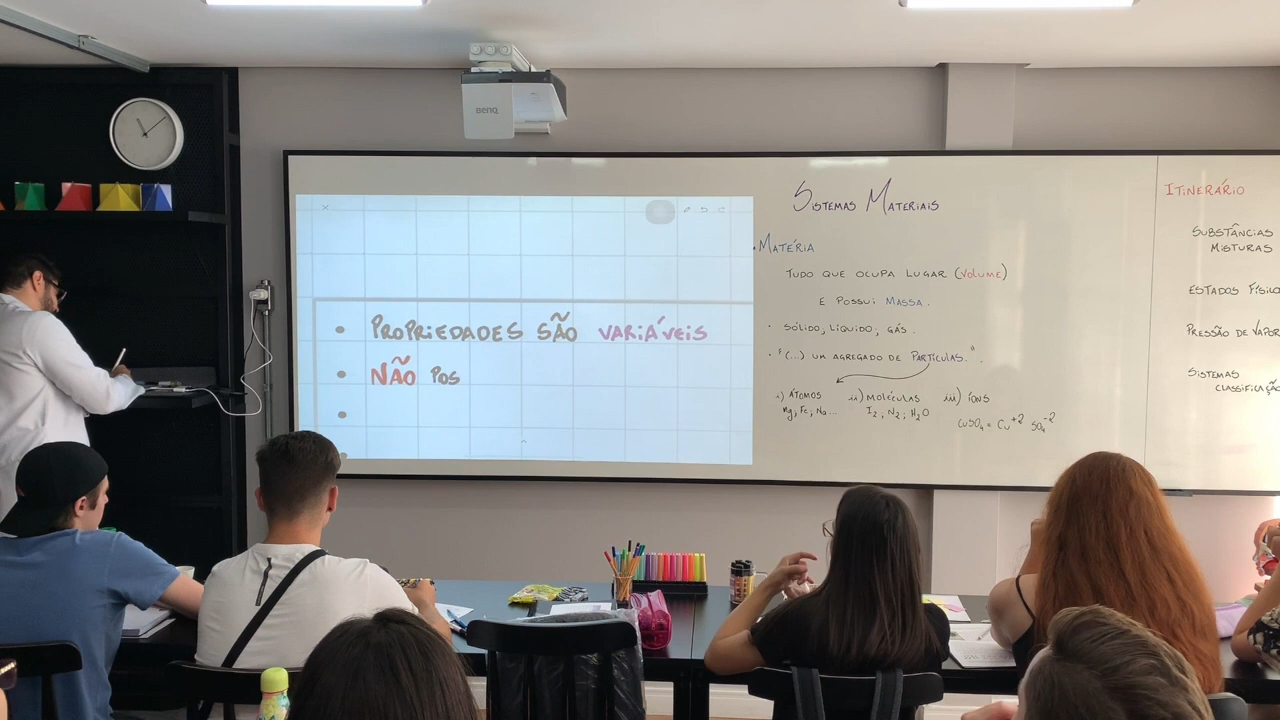 BENQ
• PROPRIEDADES SÃO VARIÁVEIS
• NÃO POS
SISTEMAS MATERIAIS
• MATÉRIA
TUDO QUE OCUPA LUGAR (VOLUME)
E POSSUI MASSA.
• SÓLIDO, LÍQUIDO, GÁS.
• "(...) UM AGREGADO DE PARTÍCULAS."
i) ÁTOMOS ii) MOLÉCULAS iii) ÍONS
Mg, Fe, Na... I2, N2, H2O CuSO4 = Cu+2 SO4-2
ITINERÁRIO
SUBSTÂNCIAS
MISTURAS
ESTADOS FÍSICO
PRESSÃO DE VAPOR
SISTEMAS
CLASSIFICAÇÃO